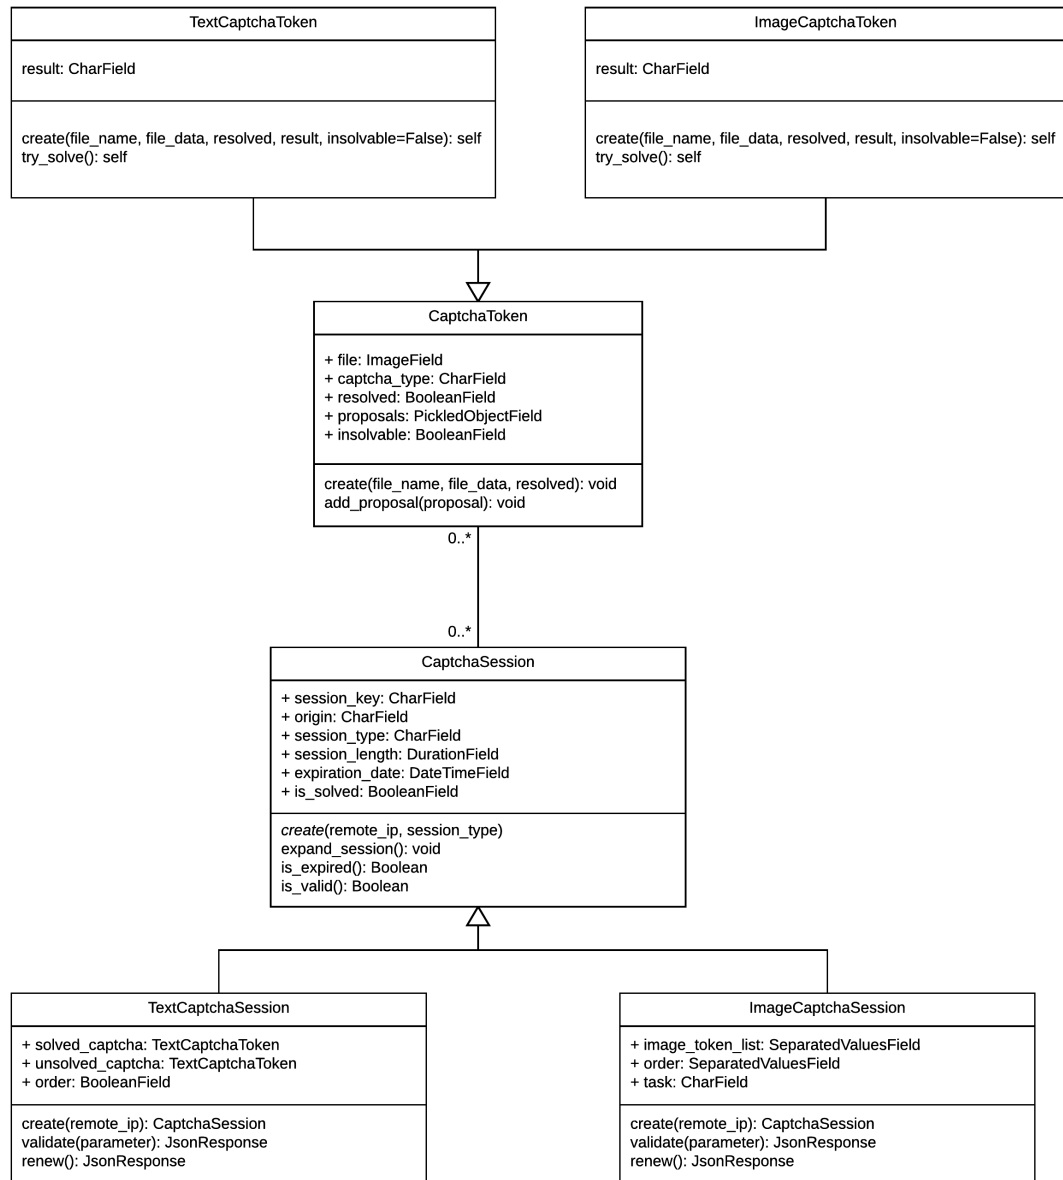 TextCaptchaToken
result: CharField
create(file_name, file_data, resolved, result, insolvable=False): self
try_solve(): self
ImageCaptchaToken
result: CharField
create(file_name, file_data, resolved, result, insolvable=False): self
try_solve(): self
CaptchaToken
+ file: ImageField
+ captcha_type: CharField
+ resolved: BooleanField
+ proposals: PickledObjectField
+ insolvable: BooleanField
create(file_name, file_data, resolved): void
add_proposal(proposal): void
0..*
0..*
CaptchaSession
+ session_key: CharField
+ origin: CharField
+ session_type: CharField
+ session_length: DurationField
+ expiration_date: DateTimeField
+ is_solved: BooleanField
create(remote_ip, session_type)
expand_session(): void
is_expired(): Boolean
is_valid(): Boolean
TextCaptchaSession
+ solved_captcha: TextCaptchaToken
+ unsolved_captcha: TextCaptchaToken
+ order: BooleanField
create(remote_ip): CaptchaSession
validate(parameter): JsonResponse
renew(): JsonResponse
ImageCaptchaSession
+ image_token_list: SeparatedValuesField
+ order: SeparatedValuesField
+ task: CharField
create(remote_ip): CaptchaSession
validate(parameter): JsonResponse
renew(): JsonResponse